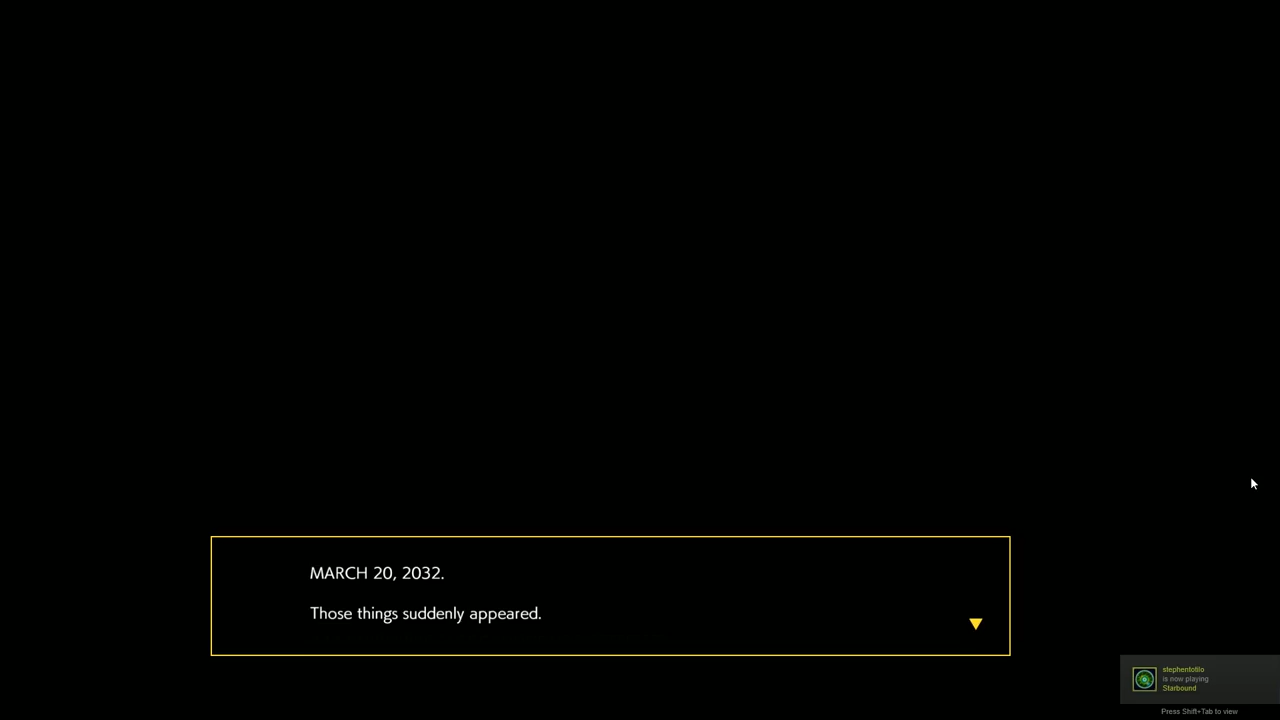 MARCH 20, 2032.
Those things suddenly appeared.
stephentotilo
is now playing
Starbound
Press Shift+Tab to view